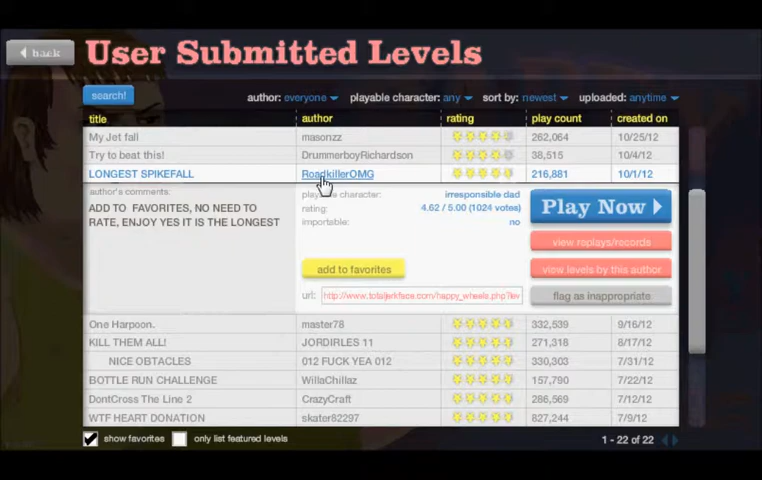 back
User Submitted Levels
search!
author: everyone playable character: any sort by: newest uploaded: anytime
title author rating play count created on
My Jet fall masonzz 262,064 10/25/12
Try to beat this! DrummerboyRichardson 38,515 10/4/12
LONGEST SPIKEFALL RoadkillerOMG 216,881 10/1/12
author's comments:
ADD TO FAVORITES, NO NEED TO
RATE, ENJOY YES IT IS THE LONGEST
playable character: irresponsible dad
rating: 4.62 / 5.00 (1024 votes)
importable: no
Play Now
view replays/records
add to favorites
view levels by this author
url: http://www.totaljerkface.com/happy_wheels.php?lev
flag as inappropriate
One Harpoon. master78 332,539 9/16/12
KILL THEM ALL! JORDIRLES 11 271,318 8/17/12
NICE OBTACLES 012 FUCK YEA 012 330,303 7/31/12
BOTTLE RUN CHALLENGE WillaChillaz 157,790 7/22/12
DontCross The Line 2 CrazyCraft 286,569 7/12/12
WTF HEART DONATION skater82297 827,244 7/9/12
show favorites only list featured levels 1 - 22 of 22